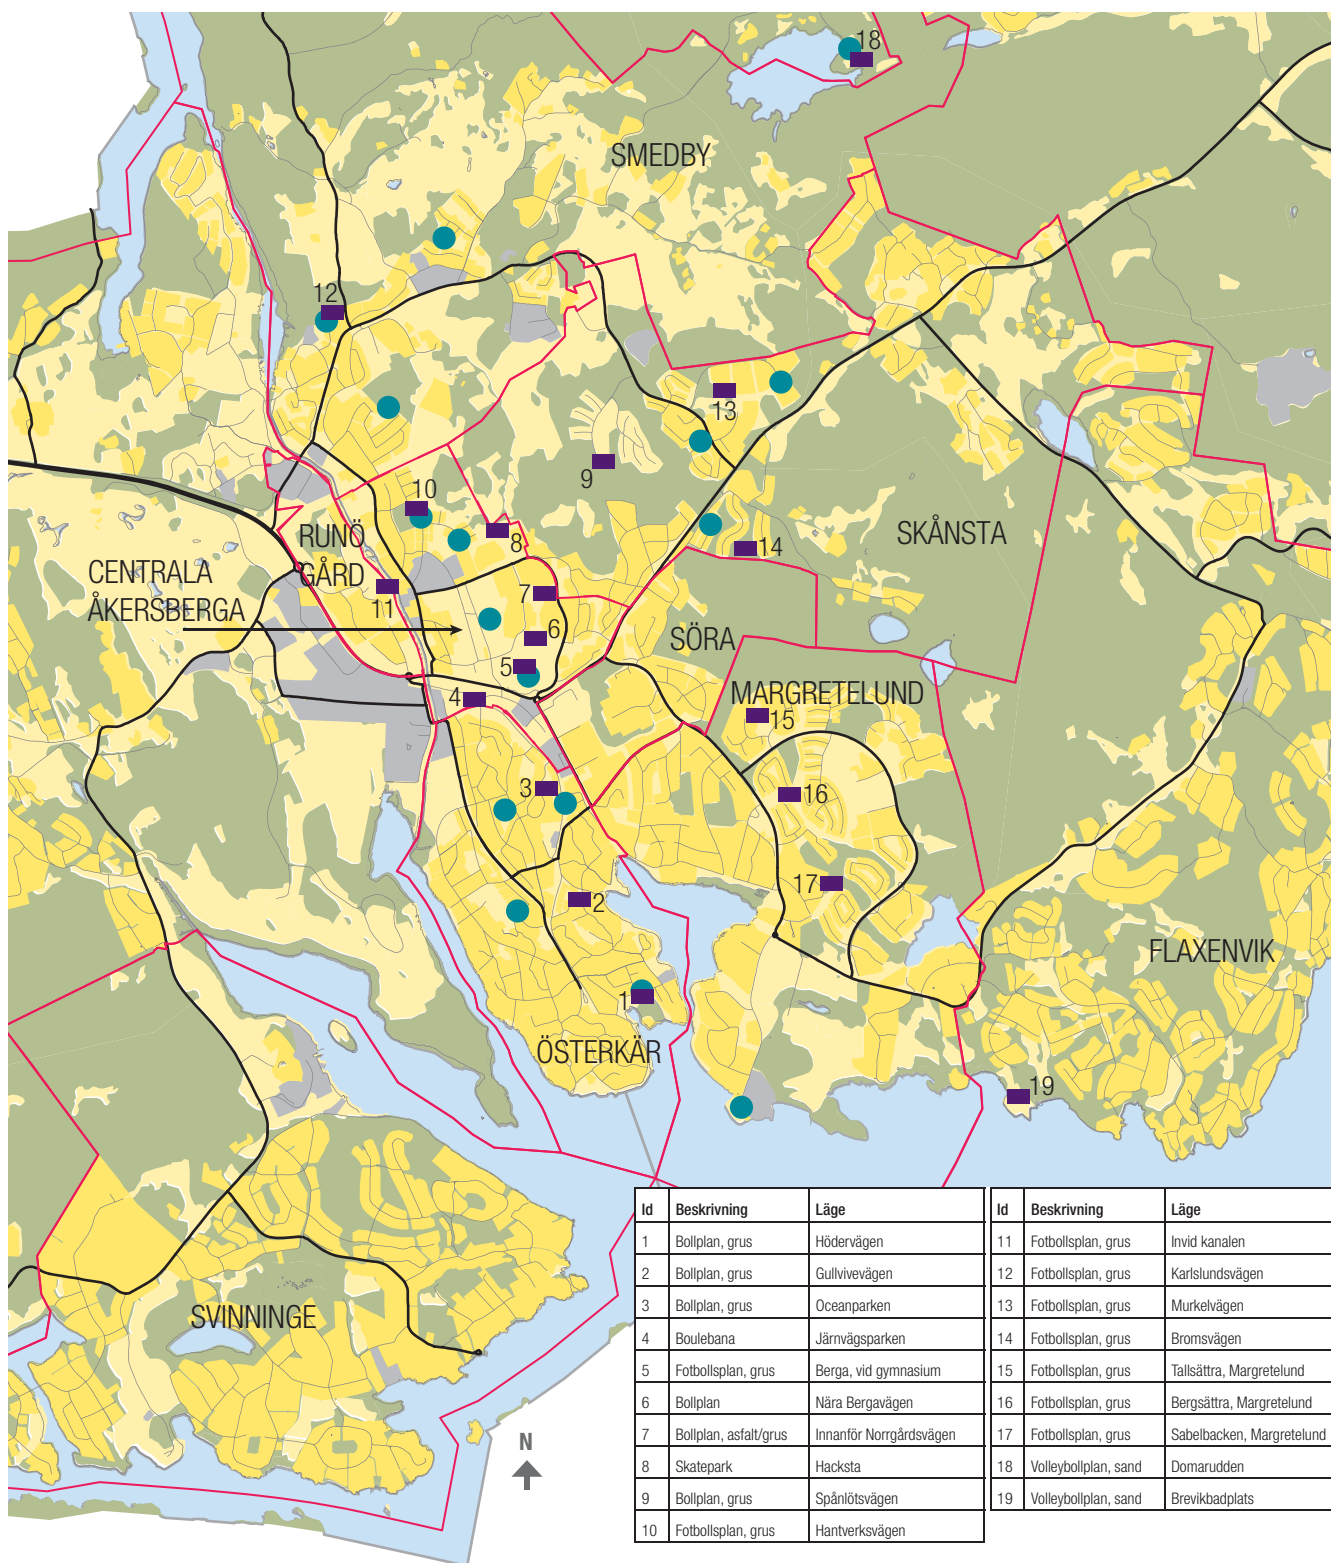 18
SMEDBY
12
13
9
10
RUNÖ
GÅRD
8
14
SKÅNSTA
CENTRALA
ÅKERSBERGA
11
7
6
SÖRA
5
4
MARGRETELUND
15
3
16
17
2
FLAXENVIK
1
ÖSTERKÄR
19
SVINNINGE
N
Id Beskrivning Läge
1 Bollplan, grus Hödervägen
2 Bollplan, grus Gullvivevägen
3 Bollplan, grus Oceanparken
4 Boulebana Järnvägsparken
5 Fotbollsplan, grus Berga, vid gymnasium
6 Bollplan Nära Bergavägen
7 Bollplan, asfalt/grus Innanför Norrgårdsvägen
8 Skatepark Hacksta
9 Bollplan, grus Spånlötsvägen
10 Fotbollsplan, grus Hantverksvägen
Id Beskrivning Läge
11 Fotbollsplan, grus Invid kanalen
12 Fotbollsplan, grus Karlslundsvägen
13 Fotbollsplan, grus Murkelvägen
14 Fotbollsplan, grus Bromsvägen
15 Fotbollsplan, grus Tallsättra, Margretelund
16 Fotbollsplan, grus Bergsättra, Margretelund
17 Fotbollsplan, grus Sabelbacken, Margretelund
18 Volleybollplan, sand Domarudden
19 Volleybollplan, sand Brevikbadplats